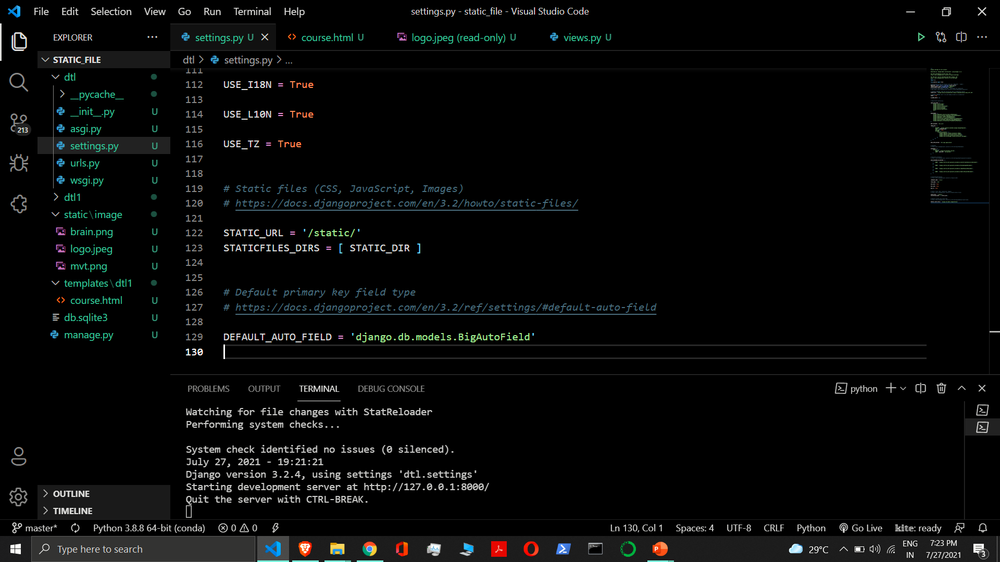 File Edit Selection View Go Run Terminal Help
settings.py - static_file - Visual Studio Code
EXPLORER
STATIC_FILE
dtl
__pycache__
__init__.py U
asgi.py U
settings.py U
urls.py U
wsgi.py U
dtl1
static\image
brain.png U
logo.jpeg U
mvt.png U
templates\dtl1
course.html U
db.sqlite3 U
manage.py U
213
OUTLINE
TIMELINE
settings.py U course.html U logo.jpeg (read-only) U views.py U
dtl > settings.py > ...
111
112 USE_I18N = True
113
114 USE_L10N = True
115
116 USE_TZ = True
117
118
119 # Static files (CSS, JavaScript, Images)
120 # https://docs.djangoproject.com/en/3.2/howto/static-files/
121
122 STATIC_URL = '/static/'
123 STATICFILES_DIRS = [ STATIC_DIR ]
124
125
126 # Default primary key field type
127 # https://docs.djangoproject.com/en/3.2/ref/settings/#default-auto-field
128
129 DEFAULT_AUTO_FIELD = 'django.db.models.BigAutoField'
130
PROBLEMS OUTPUT TERMINAL DEBUG CONSOLE
python
Watching for file changes with StatReloader
Performing system checks...
System check identified no issues (0 silenced).
July 27, 2021 - 19:21:21
Django version 3.2.4, using settings 'dtl.settings'
Starting development server at http://127.0.0.1:8000/
Quit the server with CTRL-BREAK.
master* Python 3.8.8 64-bit (conda) 0 0 Ln 130, Col 1 Spaces: 4 UTF-8 CRLF Python Go Live kite: ready
Type here to search
29°C
ENG
IN
7:23 PM
7/27/2021
3